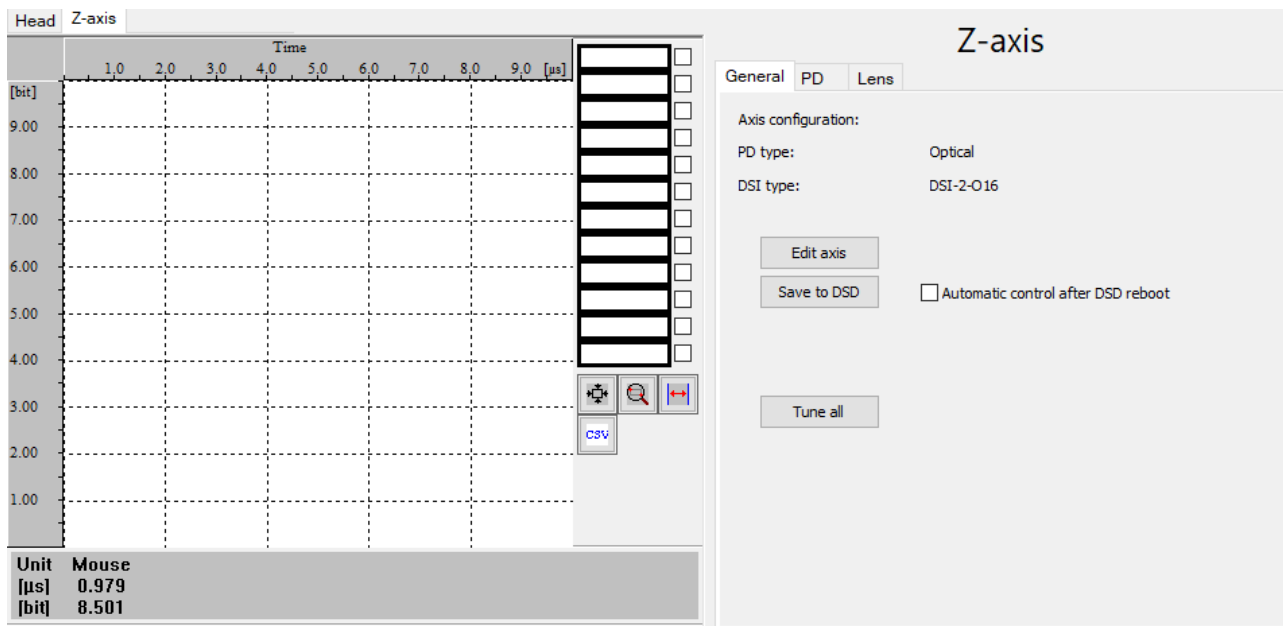 Head Z-axis
Time
1.0 2.0 3.0 4.0 5.0 6.0 7.0 8.0 9.0 [µs]
[bit]
9.00
8.00
7.00
6.00
5.00
4.00
3.00
2.00
1.00
csv
Unit Mouse
[µs] 0.979
[bit] 8.501
Z-axis
General PD Lens
Axis configuration:
PD type: Optical
DSI type: DSI-2-O16
Edit axis
Save to DSD Automatic control after DSD reboot
Tune all